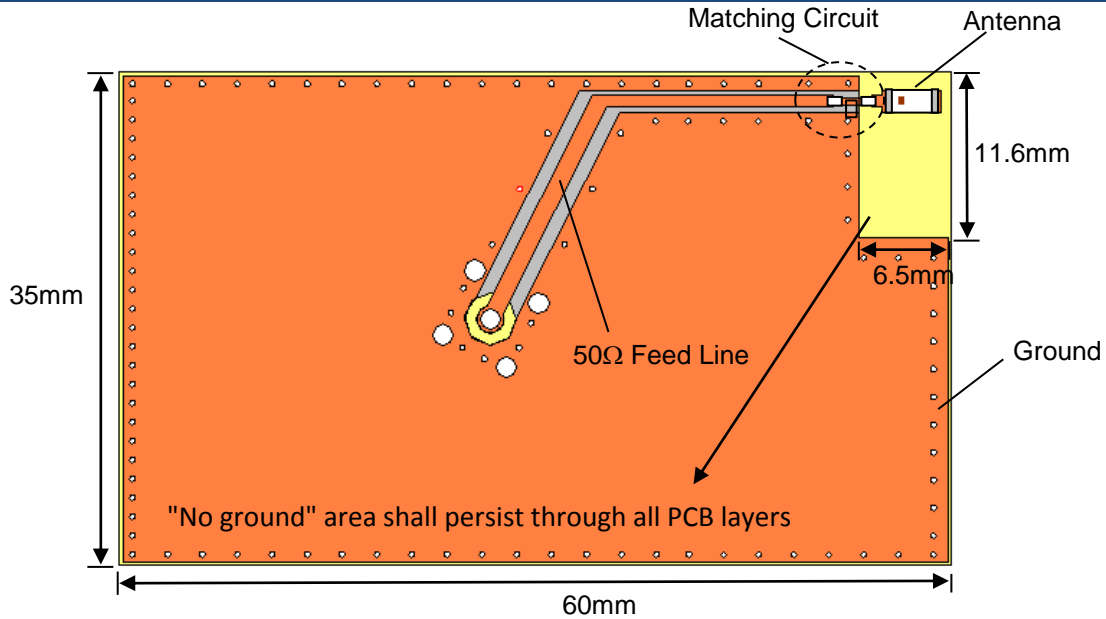 Matching Circuit
Antenna
11.6mm
6.5mm
35mm
50Ω Feed Line
Ground
"No ground" area shall persist through all PCB layers
60mm